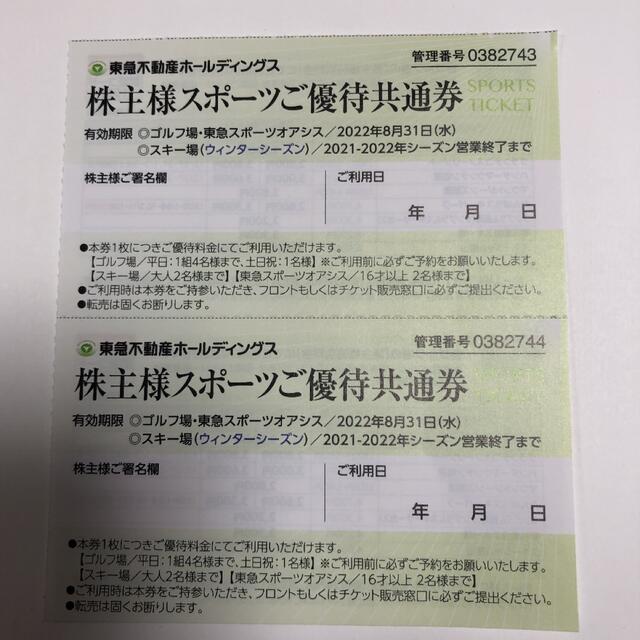 東急不動産ホールディングス
管理番号0382743
株主様スポーツご優待共通券
SPORTS
TICKET
有効期限 ◎ゴルフ場・東急スポーツオアシス／2022年8月31日(水)
◎スキー場(ウィンターシーズン)／2021-2022年シーズン営業終了まで
株主様ご署名欄
ご利用日
年 月 日
●本券1枚につきご優待料金にてご利用いただけます。
【ゴルフ場／平日：1組4名様まで、土日祝：1名様】※ご利用前に必ずご予約をお願いいたします。
【スキー場／大人2名様まで】【東急スポーツオアシス／16才以上 2名様まで】
●ご利用時は本券をご持参いただき、フロントもしくはチケット販売窓口に必ずご提出ください。
●転売は固くお断りします。
東急不動産ホールディングス
管理番号0382744
株主様スポーツご優待共通券
SPORTS
TICKET
有効期限 ◎ゴルフ場・東急スポーツオアシス／2022年8月31日(水)
◎スキー場(ウィンターシーズン)／2021-2022年シーズン営業終了まで
株主様ご署名欄
ご利用日
年 月 日
●本券1枚につきご優待料金にてご利用いただけます。
【ゴルフ場／平日：1組4名様まで、土日祝：1名様】※ご利用前に必ずご予約をお願いいたします。
【スキー場／大人2名様まで】【東急スポーツオアシス／16才以上 2名様まで】
●ご利用時は本券をご持参いただき、フロントもしくはチケット販売窓口に必ずご提出ください。
●転売は固くお断りします。